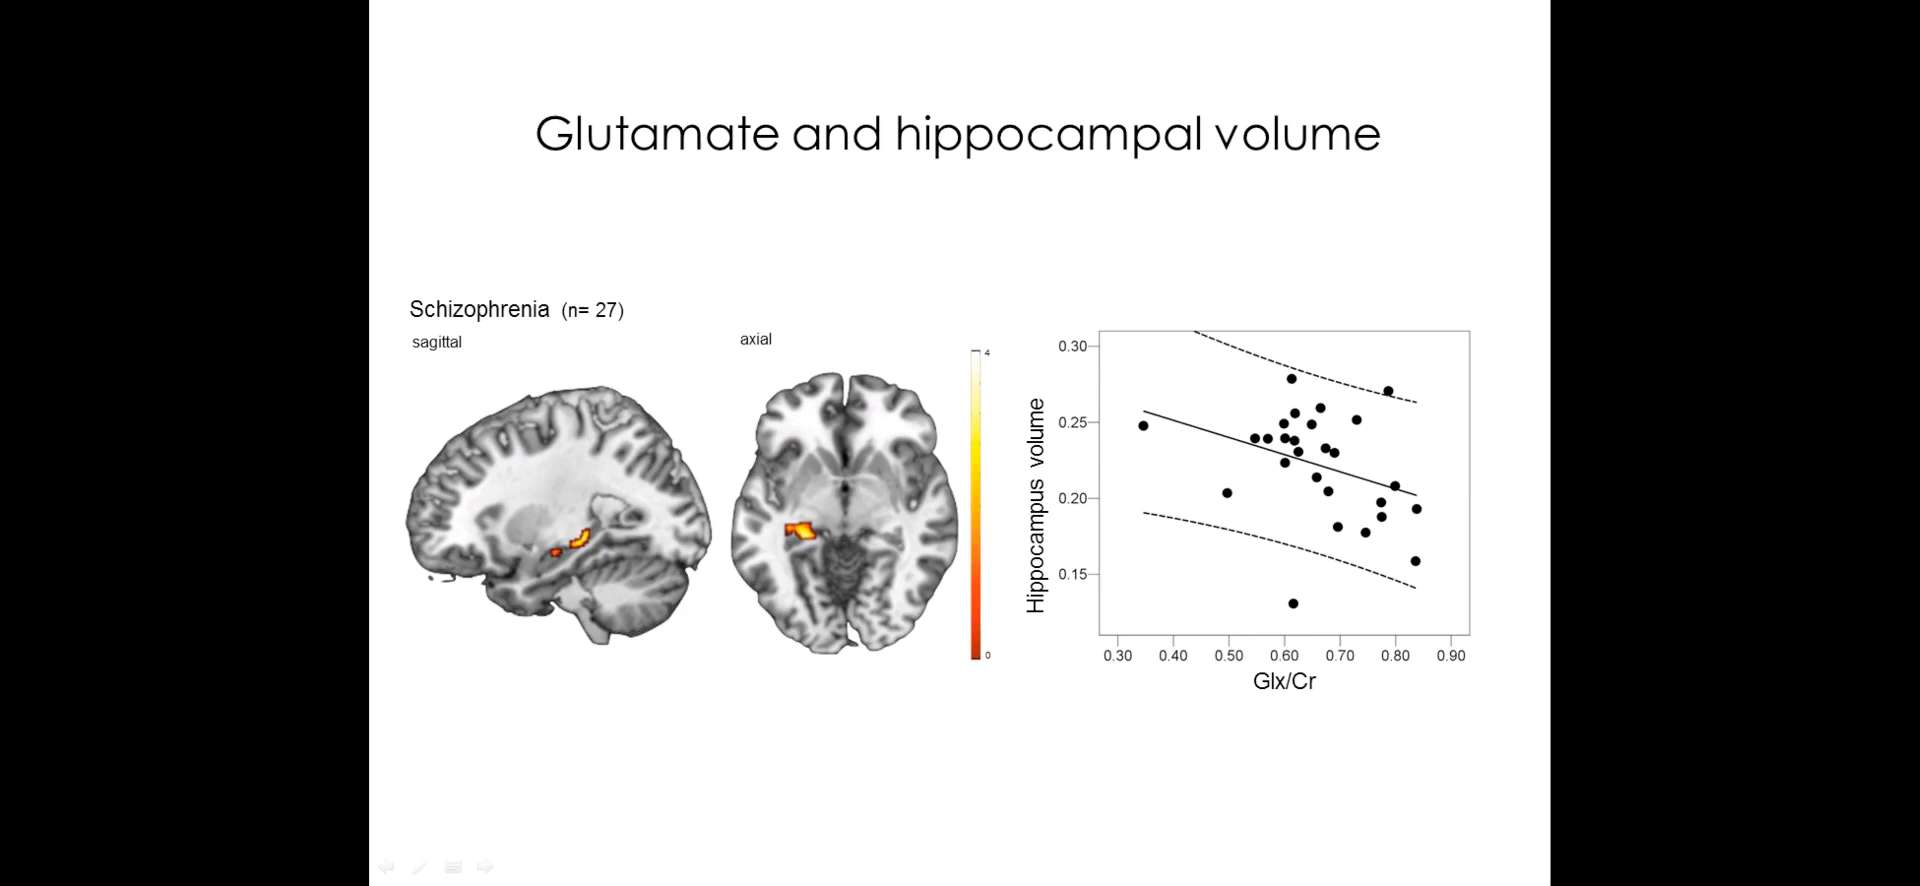 Glutamate and hippocampal volume
Schizophrenia (n= 27)
sagittal
axial
4
0
Hippocampus volume
0.30
0.25
0.20
0.15
0.30 0.40 0.50 0.60 0.70 0.80 0.90
Glx/Cr